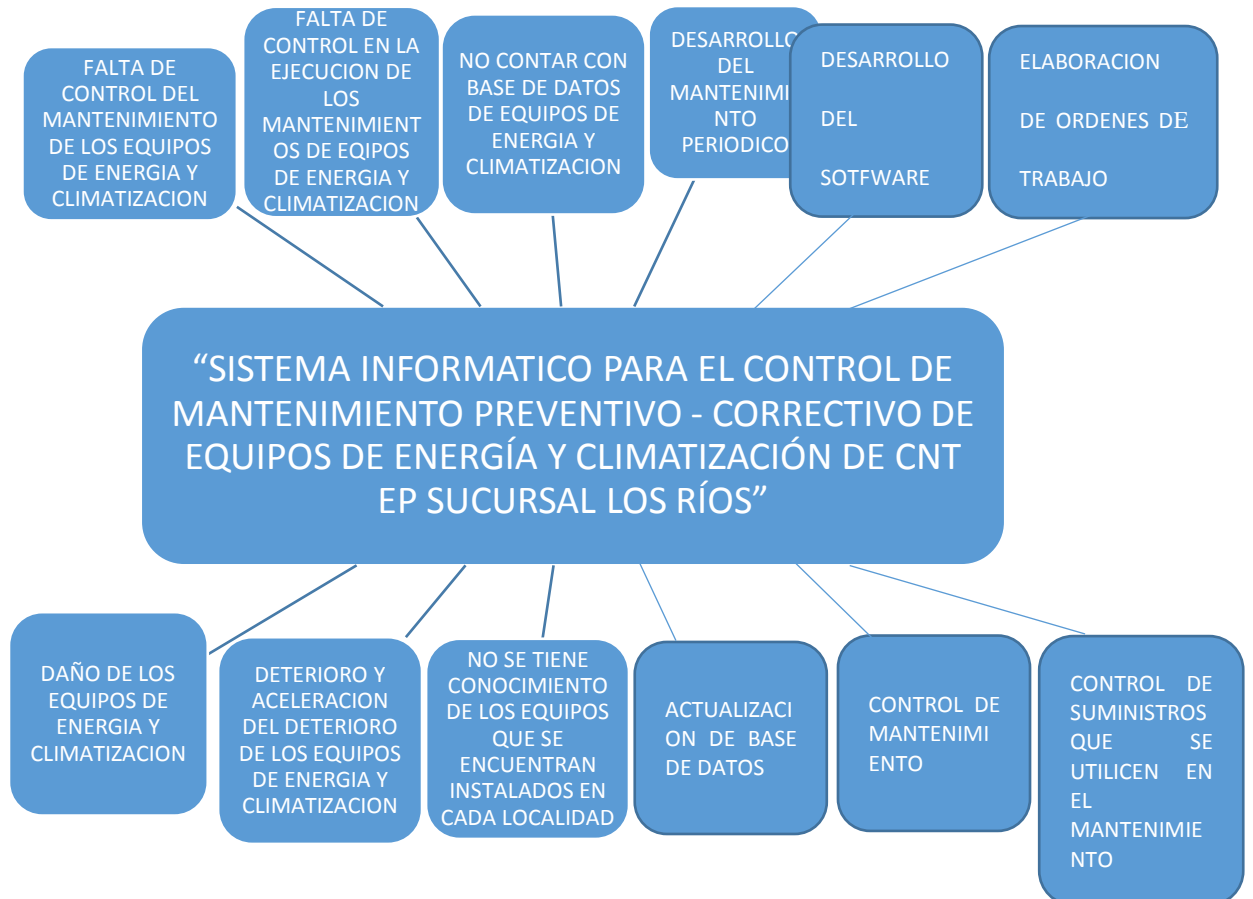 FALTA DE
CONTROL DEL
MANTENIMIENTO
DE LOS EQUIPOS
DE ENERGIA Y
CLIMATIZACION
FALTA DE
CONTROL EN LA
EJECUCION DE
LOS
MANTENIMIENT
OS DE EQIPOS
DE ENERGIA Y
CLIMATIZACION
NO CONTAR CON
BASE DE DATOS
DE EQUIPOS DE
ENERGIA Y
CLIMATIZACION
DESARROLLO
DEL
MANTENIMI
NTO
PERIODICO
DESARROLLO
DEL
SOTFWARE
ELABORACION
DE ORDENES DE
TRABAJO
“SISTEMA INFORMATICO PARA EL CONTROL DE
MANTENIMIENTO PREVENTIVO - CORRECTIVO DE
EQUIPOS DE ENERGÍA Y CLIMATIZACIÓN DE CNT
EP SUCURSAL LOS RÍOS”
DAÑO DE LOS
EQUIPOS DE
ENERGIA Y
CLIMATIZACION
DETERIORO Y
ACELERACION
DEL DETERIORO
DE LOS EQUIPOS
DE ENERGIA Y
CLIMATIZACION
NO SE TIENE
CONOCIMIENTO
DE LOS EQUIPOS
QUE SE
ENCUENTRAN
INSTALADOS EN
CADA LOCALIDAD
ACTUALIZACI
ON DE BASE
DE DATOS
CONTROL DE
MANTENIMI
ENTO
CONTROL DE
SUMINISTROS
QUE SE
UTILICEN EN
EL
MANTENIMIE
NTO